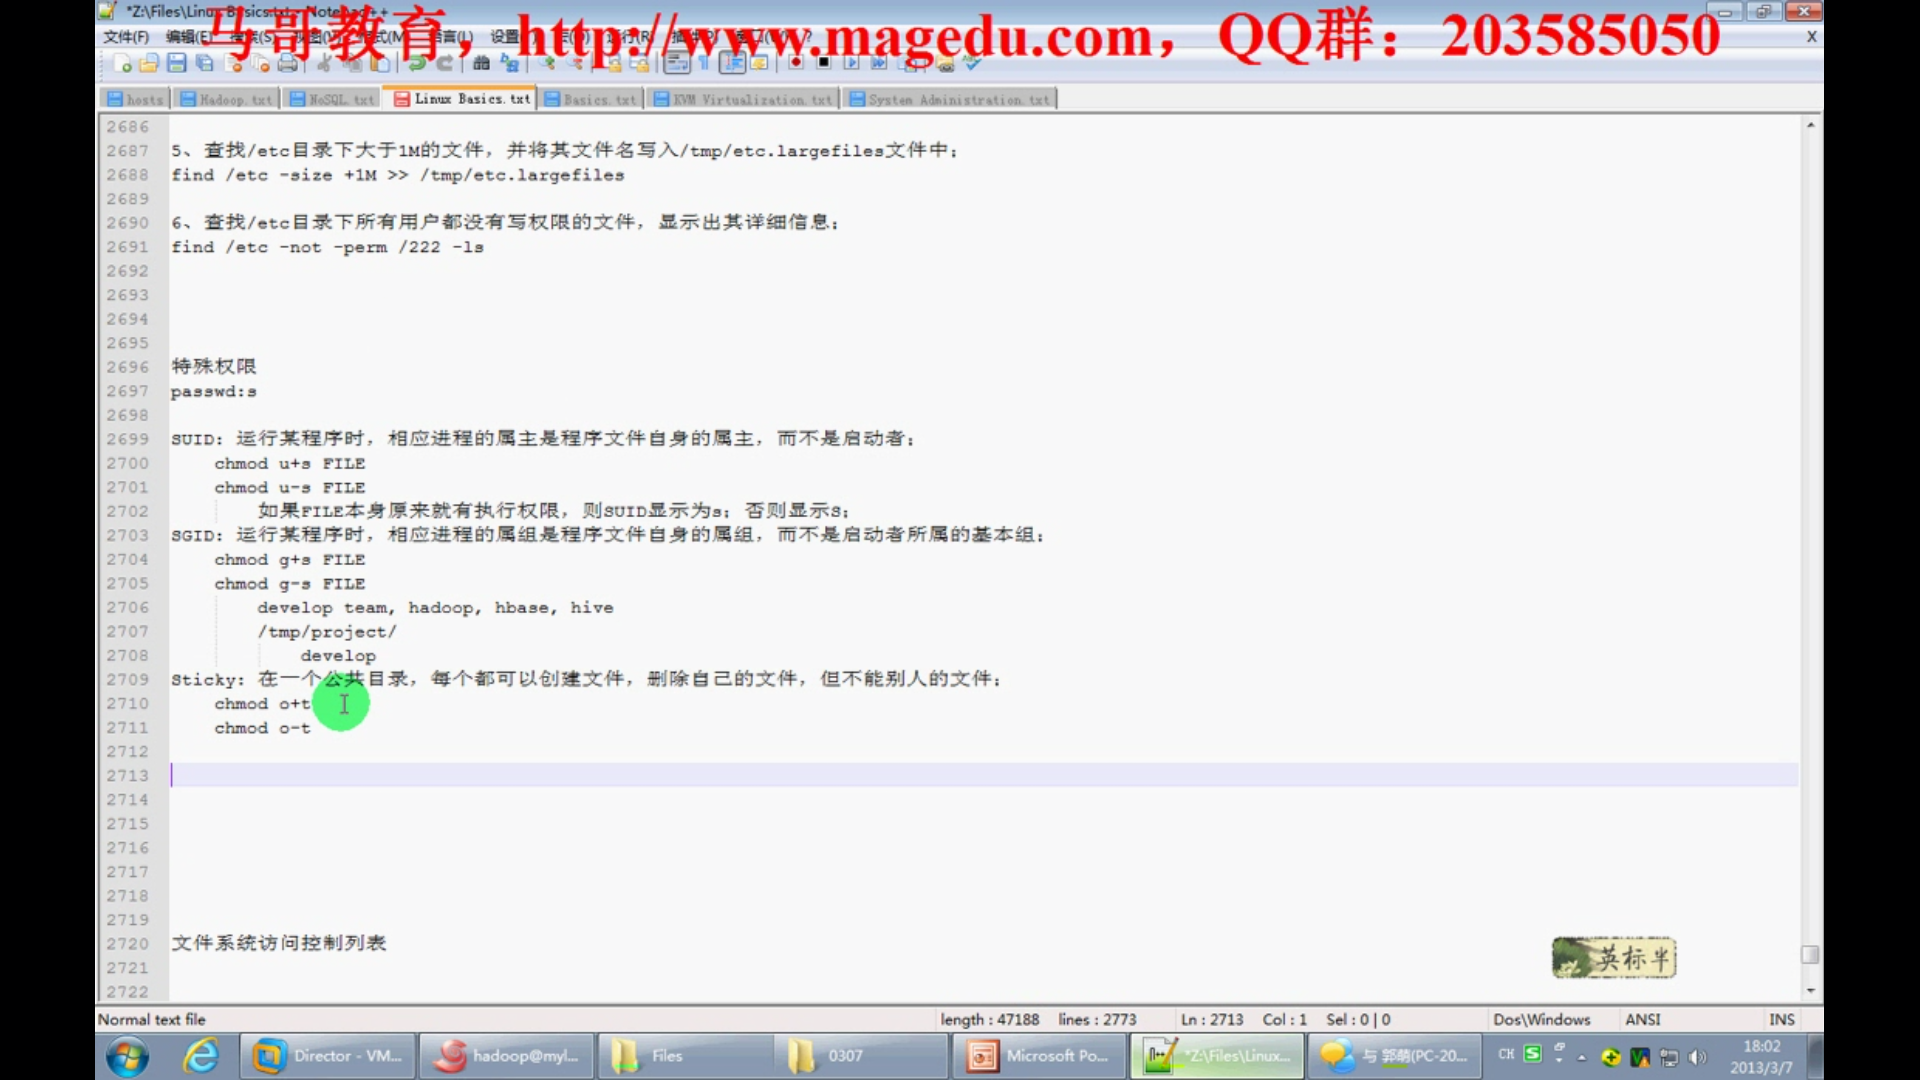 *Z:\Files\Linux Basics.txt - Notepad++
马哥教育，http://www.magedu.com，QQ群：203585050
文件(F) 编辑(E) 语言(L) X
hosts Hadoop.txt NoSQL.txt Linux Basics.txt Basics.txt KVM Virtualization.txt System Administration.txt
2686
2687 5、查找/etc目录下大于1M的文件，并将其文件名写入/tmp/etc.largefiles文件中；
2688 find /etc -size +1M >> /tmp/etc.largefiles
2689
2690 6、查找/etc目录下所有用户都没有写权限的文件，显示出其详细信息；
2691 find /etc -not -perm /222 -ls
2692
2693
2694
2695
2696 特殊权限
2697 passwd:s
2698
2699 SUID: 运行某程序时，相应进程的属主是程序文件自身的属主，而不是启动者；
2700 chmod u+s FILE
2701 chmod u-s FILE
2702 如果FILE本身原来就有执行权限，则SUID显示为s；否则显示S；
2703 SGID: 运行某程序时，相应进程的属组是程序文件自身的属组，而不是启动者所属的基本组；
2704 chmod g+s FILE
2705 chmod g-s FILE
2706 develop team, hadoop, hbase, hive
2707 /tmp/project/
2708 develop
2709 Sticky: 在一个公共目录，每个都可以创建文件，删除自己的文件，但不能别人的文件；
2710 chmod o+t
2711 chmod o-t
2712
2713
2714
2715
2716
2717
2718
2719
2720 文件系统访问控制列表
2721
2722
英标半
Normal text file length : 47188 lines : 2773 Ln : 2713 Col : 1 Sel : 0 | 0 Dos\Windows ANSI INS
Director - VM... hadoop@myl... Files 0307 Microsoft Po... *Z:\Files\Linux... 与 郭萌(PC-20... CH 18:02
2013/3/7